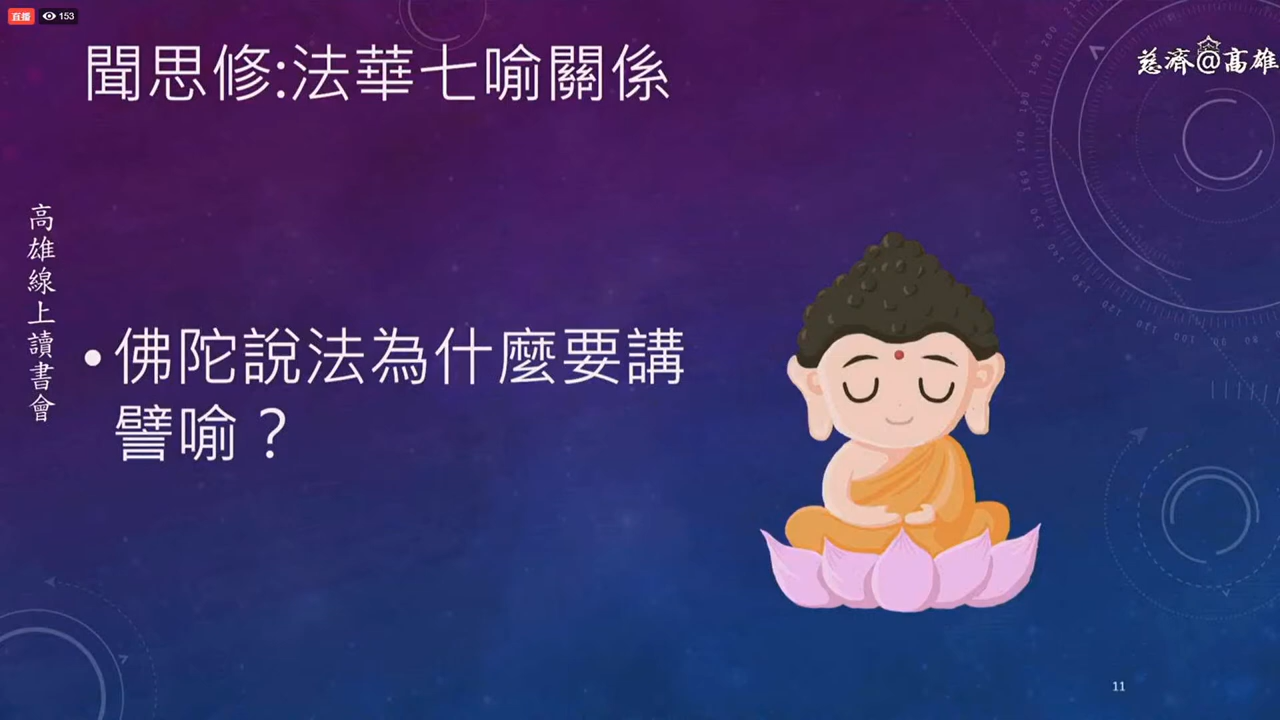 直播 153
聞思修:法華七喻關係
慈濟@高雄
高雄線上讀書會
•佛陀說法為什麼要講
譬喻？
11